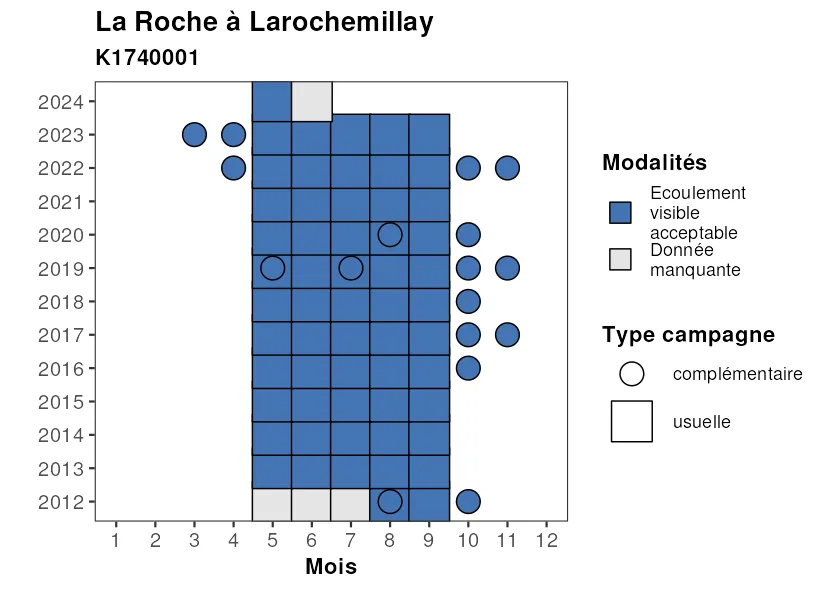 La Roche à Larochemillay
K1740001
2024
2023
2022
2021
2020
2019
2018
2017
2016
2015
2014
2013
2012
1 2 3 4 5 6 7 8 9 10 11 12
Mois
Modalités
Ecoulement
visible
acceptable
Donnée
manquante
Type campagne
complémentaire
usuelle